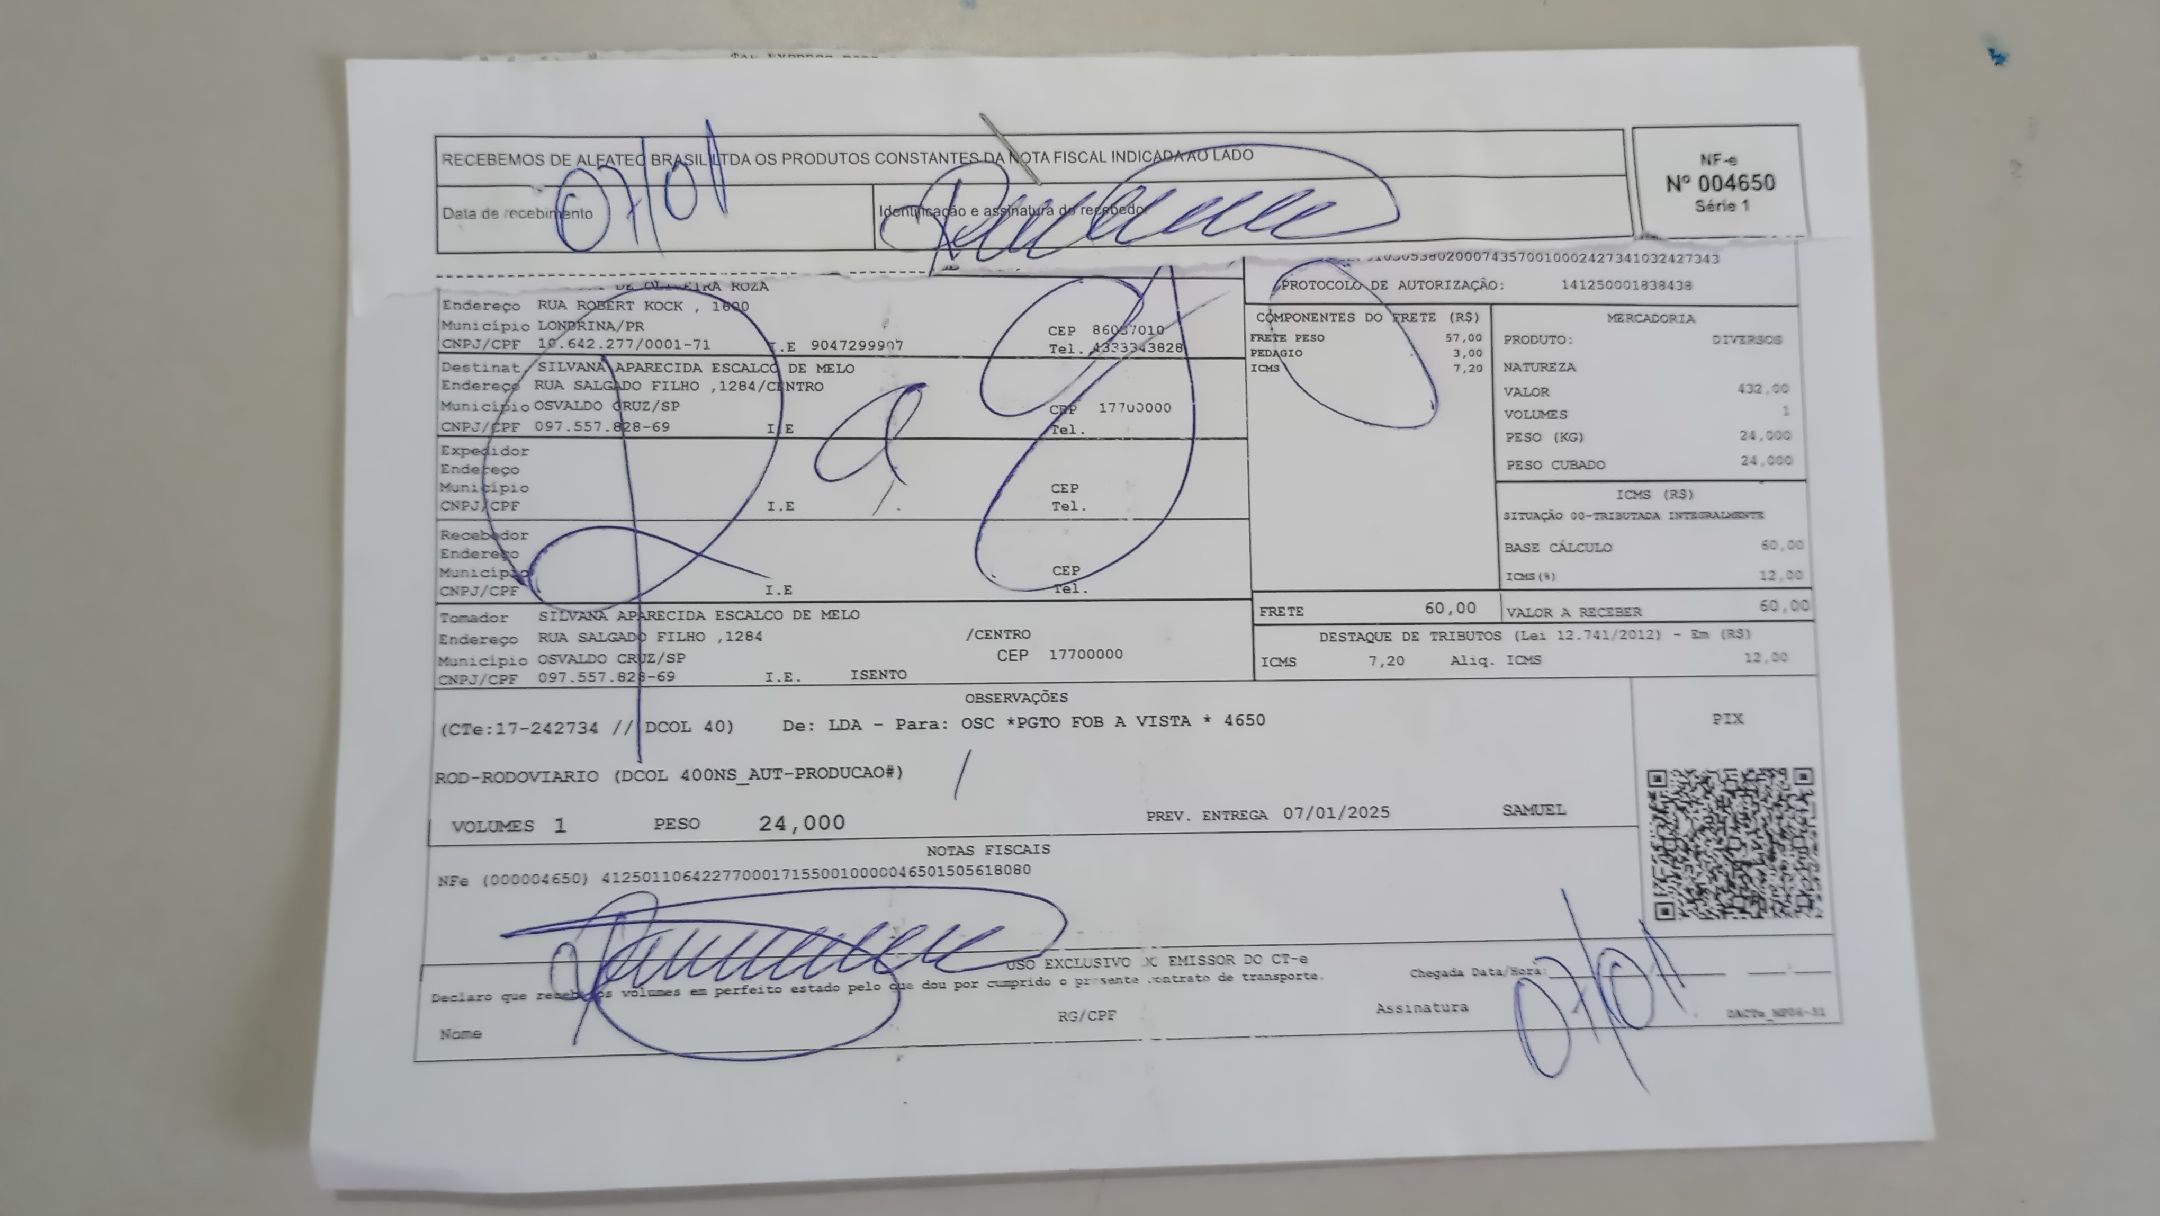 RECEBEMOS DE ALFATEC BRASIL LTDA OS PRODUTOS CONSTANTES DA NOTA FISCAL INDICADA AO LADO
NF-e
Nº 004650
Série 1
Data de recebimento
07/01
Identificação e assinatura do recebedor
DE OLIVEIRA ROZA
Endereço RUA ROBERT KOCK , 1600
Município LONDRINA/PR CEP 86037010
CNPJ/CPF 10.642.277/0001-71 I.E 9047299907 Tel. 4333343828
PROTOCOLO DE AUTORIZAÇÃO: 141250001838438
Destinat SILVANA APARECIDA ESCALCO DE MELO
Endereço RUA SALGADO FILHO ,1284/CENTRO
Município OSVALDO CRUZ/SP CEP 17700000
CNPJ/CPF 097.557.828-69 I.E Tel.
Expedidor
Endereço
Município CEP
CNPJ/CPF I.E Tel.
Recebedor
Endereço
Município CEP
CNPJ/CPF I.E Tel.
Pago
Tomador SILVANA APARECIDA ESCALCO DE MELO
Endereço RUA SALGADO FILHO ,1284 /CENTRO
Município OSVALDO CRUZ/SP CEP 17700000
CNPJ/CPF 097.557.828-69 I.E. ISENTO
COMPONENTES DO FRETE (R$)
FRETE PESO 57,00
PEDAGIO 3,00
ICMS 7,20
MERCADORIA
PRODUTO: DIVERSOS
NATUREZA
VALOR 432,00
VOLUMES 1
PESO (KG) 24,000
PESO CUBADO 24,000
ICMS (R$)
SITUAÇÃO 00-TRIBUTADA INTEGRALMENTE
BASE CÁLCULO 60,00
ICMS(%) 12,00
FRETE 60,00 VALOR A RECEBER 60,00
DESTAQUE DE TRIBUTOS (Lei 12.741/2012) - Em (R$)
ICMS 7,20 Aliq. ICMS 12,00
OBSERVAÇÕES
(CTe:17-242734 // DCOL 40) De: LDA - Para: OSC *PGTO FOB A VISTA * 4650
PIX
ROD-RODOVIARIO (DCOL 400NS_AUT-PRODUCAO#)
VOLUMES 1 PESO 24,000 PREV. ENTREGA 07/01/2025 SAMUEL
NOTAS FISCAIS
NFe (000004650) 41250110642277000171550010000046501505618080
USO EXCLUSIVO DO EMISSOR DO CT-e
Declaro que recebi os volumes em perfeito estado pelo que dou por cumprido o presente contrato de transporte.
Chegada Data/Hora:
07/01
Nome RG/CPF Assinatura